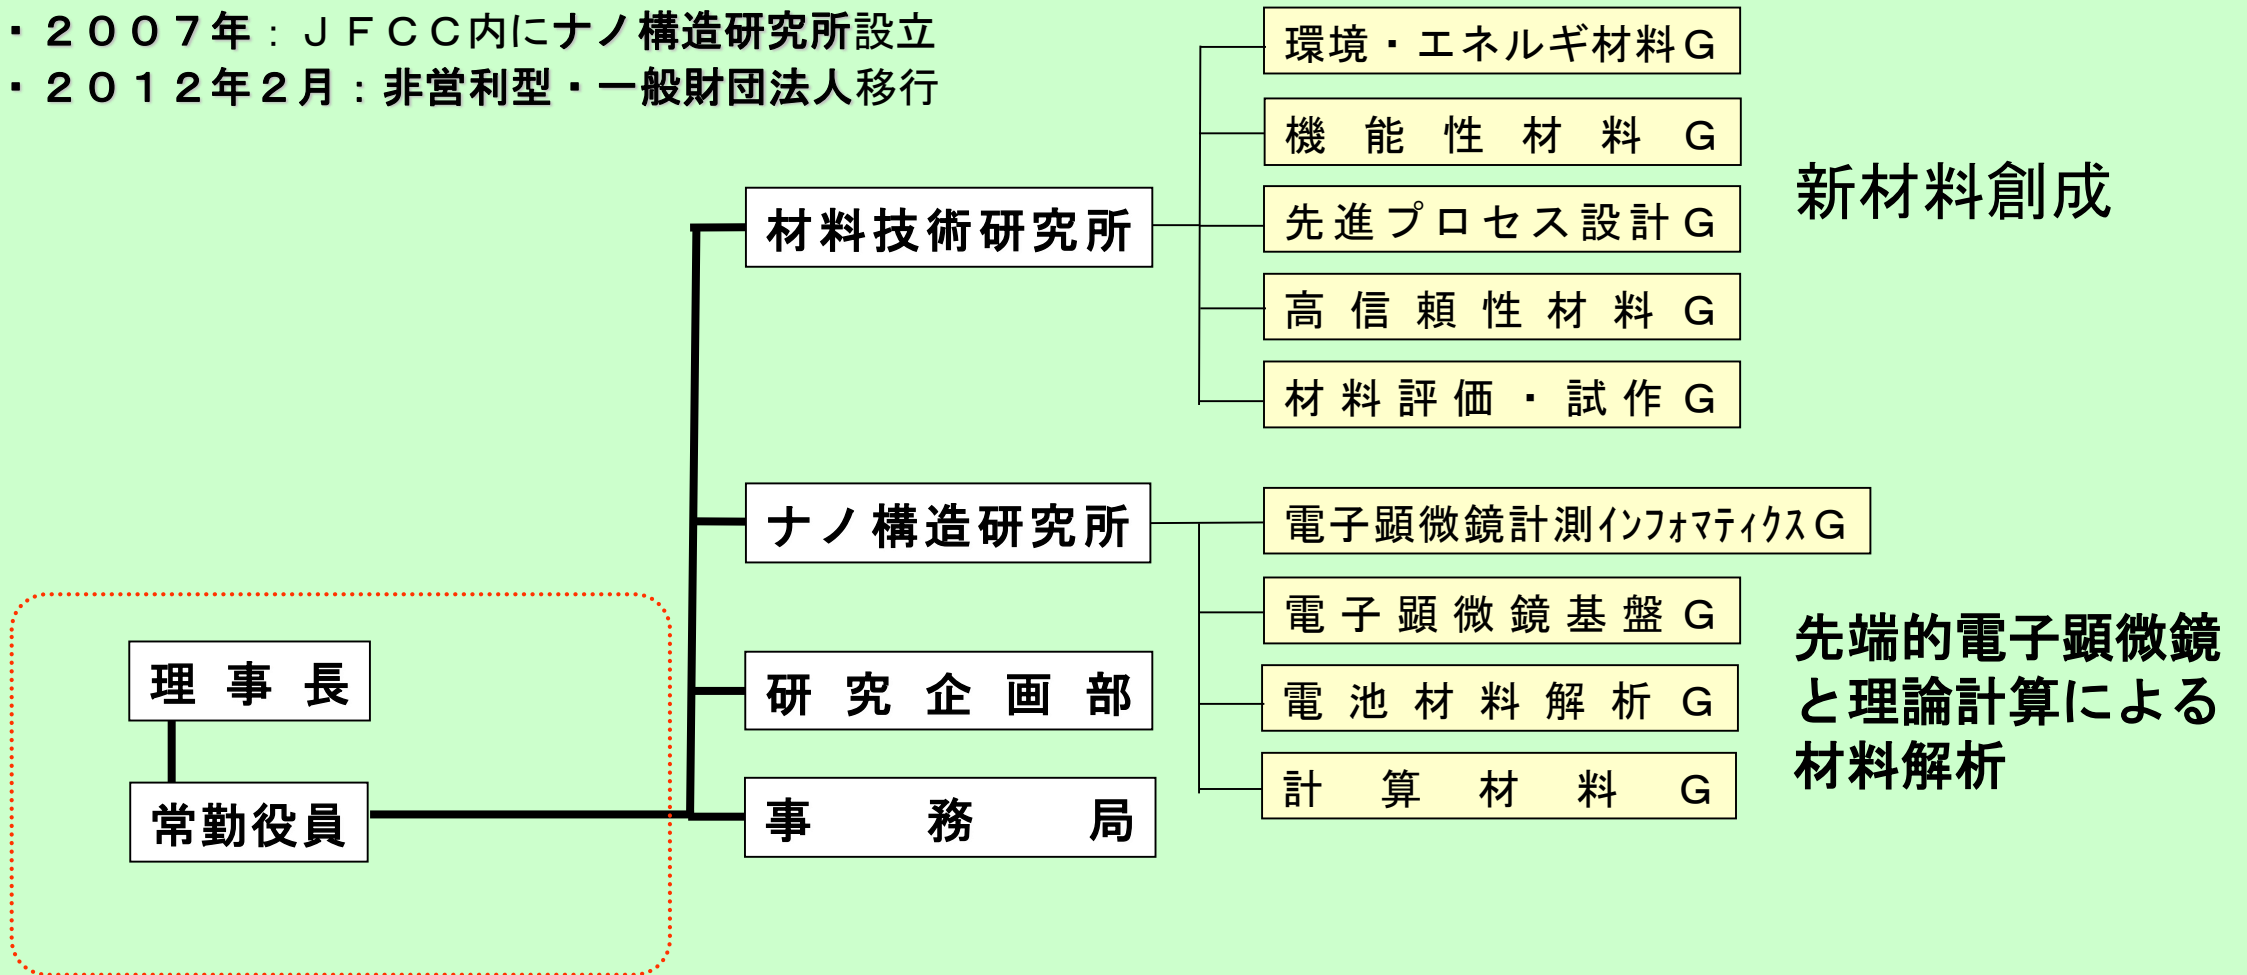 ・２００７年：ＪＦＣＣ内にナノ構造研究所設立
・２０１２年２月：非営利型・一般財団法人移行
理事長
常勤役員
材料技術研究所
ナノ構造研究所
研究企画部
事務局
環境・エネルギ材料Ｇ
機能性材料Ｇ
先進プロセス設計Ｇ
高信頼性材料Ｇ
材料評価・試作Ｇ
電子顕微鏡計測ｲﾝﾌｫﾏﾃｨｸｽＧ
電子顕微鏡基盤Ｇ
電池材料解析Ｇ
計算材料Ｇ
新材料創成
先端的電子顕微鏡
と理論計算による
材料解析